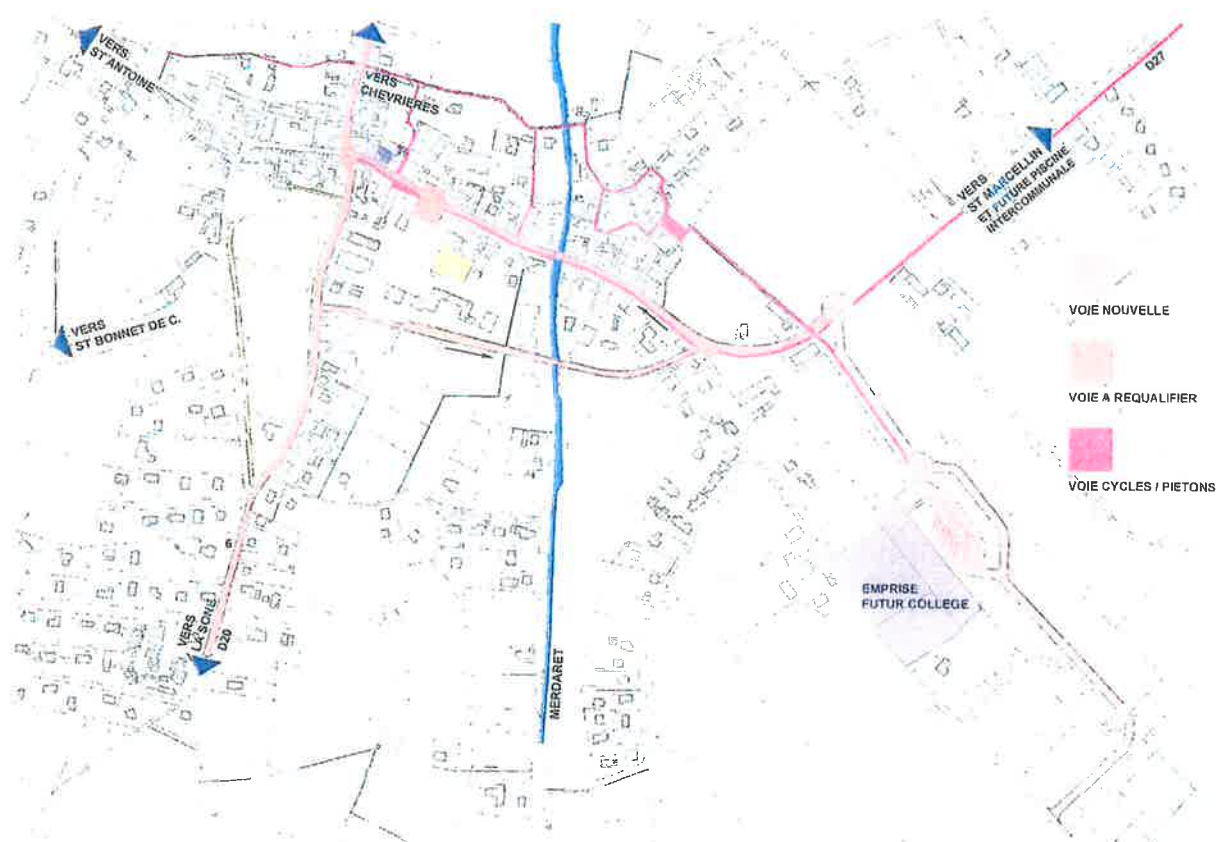 VERS
ST ANTOINE
VERS
CHEVRIERES
D27
VERS
ST MARCELLIN
ET FUTURE PISCINE
INTERCOMMUNALE
VERS
ST BONNET DE C.
VOIE NOUVELLE
VOIE A REQUALIFIER
VOIE CYCLES / PIETONS
6
EMPRISE
FUTUR COLLEGE
VERS
LA SONE
D20
MERDARET